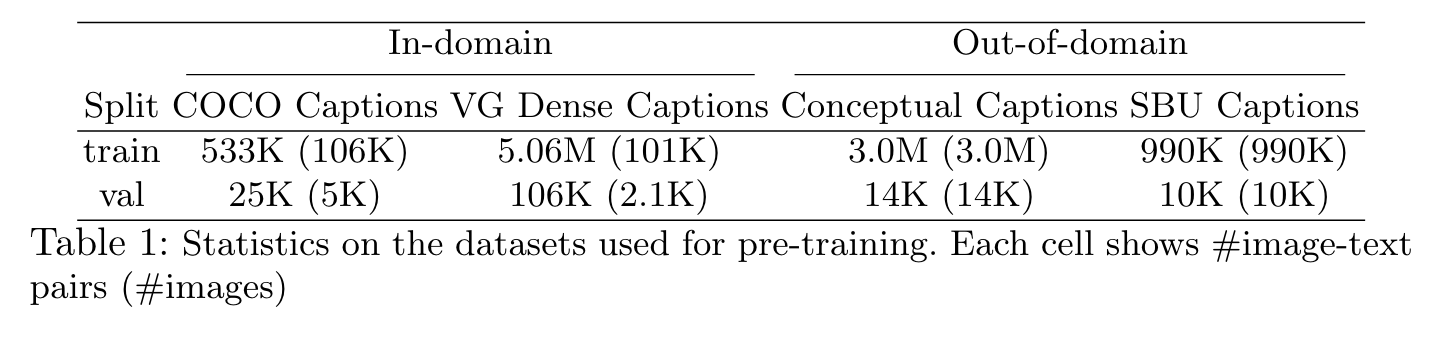 In-domain Out-of-domain
Split COCO Captions VG Dense Captions Conceptual Captions SBU Captions
train 533K (106K) 5.06M (101K) 3.0M (3.0M) 990K (990K)
val 25K (5K) 106K (2.1K) 14K (14K) 10K (10K)
Table 1: Statistics on the datasets used for pre-training. Each cell shows #image-text
pairs (#images)